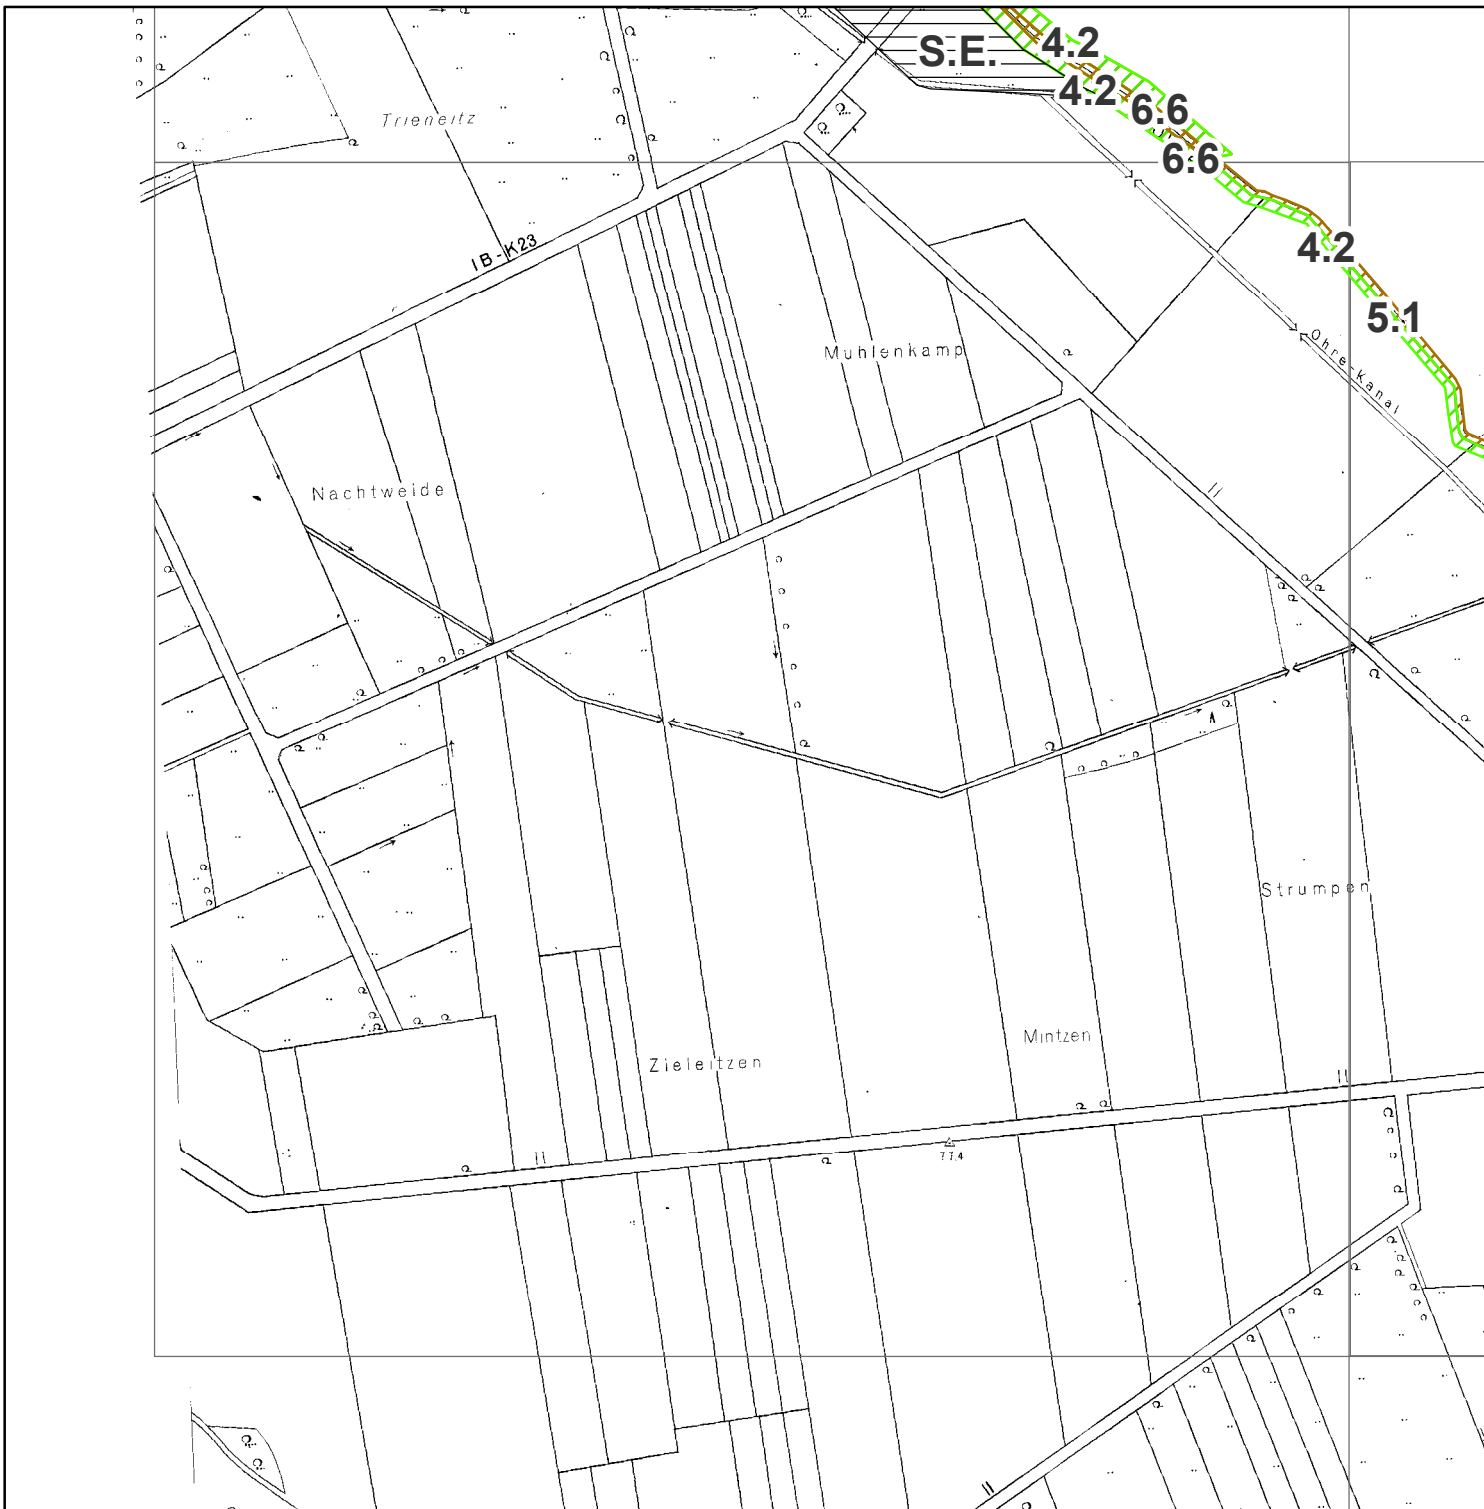 S.E.
4.2
4.2
6.6
6.6
Trieneitz
IB-K23
4.2
5.1
Ohre-Kanal
Muhlenkamp
Nachtweide
Strumpen
Mintzen
Zieleitzen
77.4